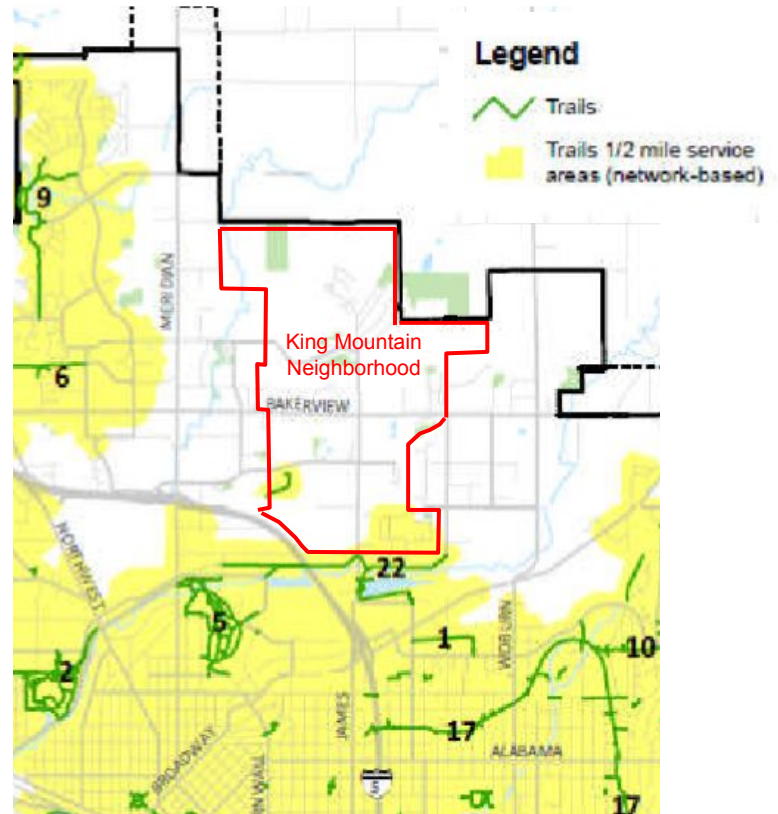 Legend
Trails
Trails 1/2 mile service
areas (network-based)
9
MERIDIAN
King Mountain
Neighborhood
6
BAKERVIEW
NORTHWEST
22
5
1
WOBURN
10
2
JAMES
17
ALABAMA
BROADWAY
17